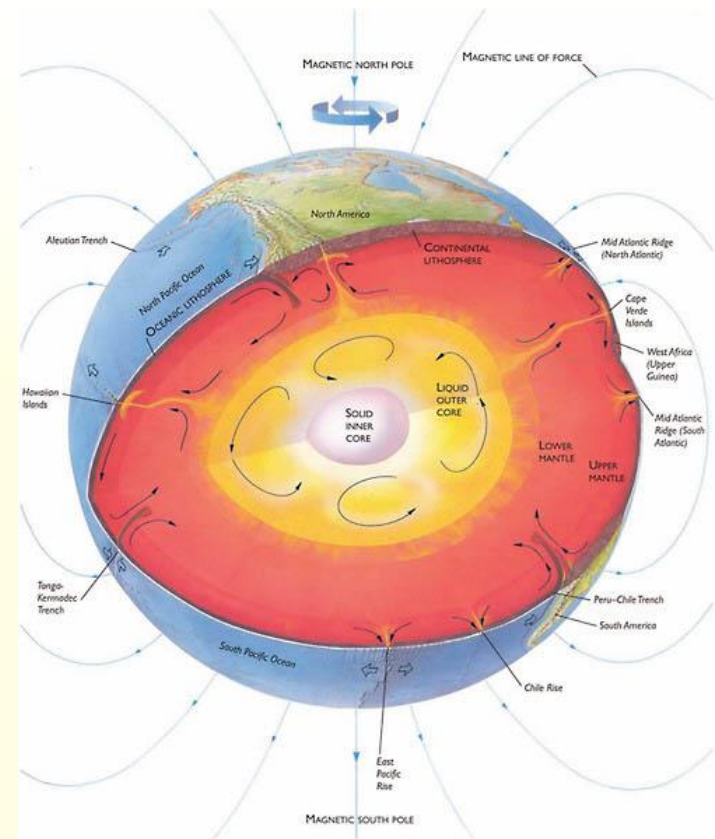 MAGNETIC NORTH POLE
MAGNETIC LINE OF FORCE
North America
Aleutian Trench
CONTINENTAL
LITHOSPHERE
Mid Atlantic Ridge
(North Atlantic)
North Pacific Ocean
OCEANIC LITHOSPHERE
Cape
Verde
Islands
West Africa
(Upper
Guinea)
Hawaiian
Islands
LIQUID
OUTER
CORE
SOLID
INNER
CORE
Mid Atlantic
Ridge (South
Atlantic)
LOWER
MANTLE
UPPER
MANTLE
Tonga-
Kermadec
Trench
Peru–Chile Trench
South America
South Pacific Ocean
Chile Rise
East
Pacific
Rise
MAGNETIC SOUTH POLE